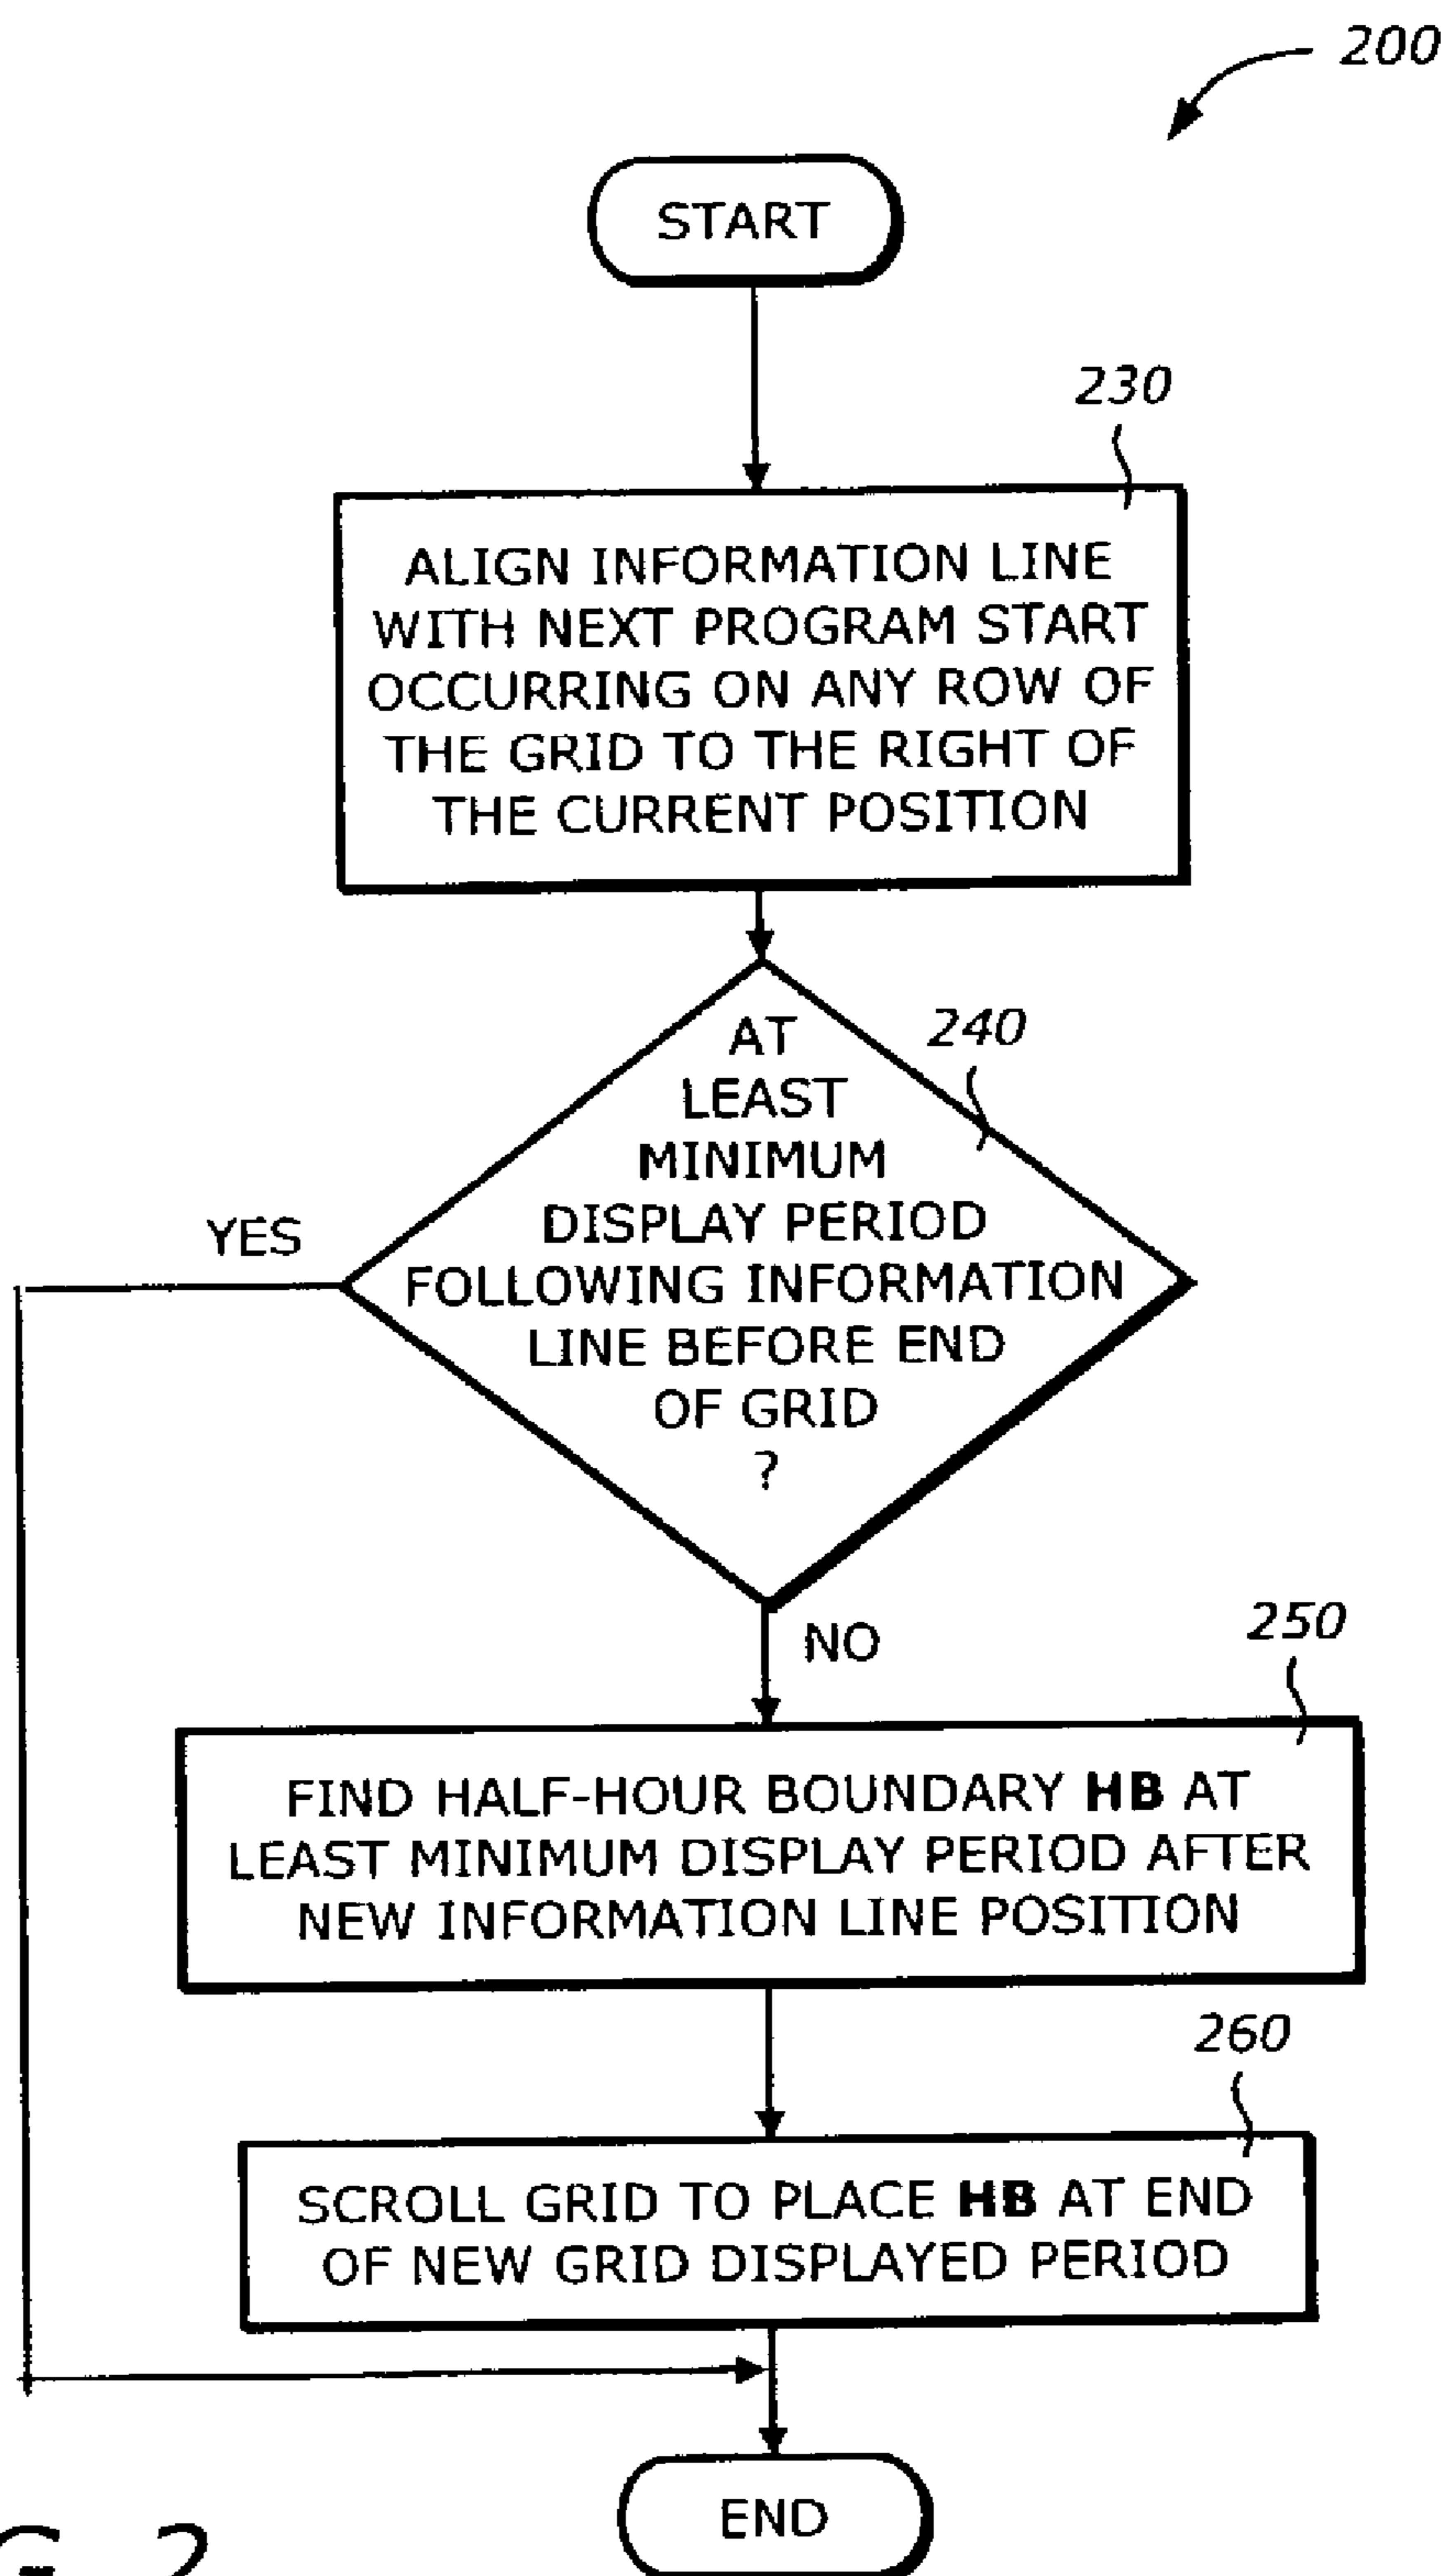 200
START
230
ALIGN INFORMATION LINE
WITH NEXT PROGRAM START
OCCURRING ON ANY ROW OF
THE GRID TO THE RIGHT OF
THE CURRENT POSITION
240
AT
LEAST
MINIMUM
DISPLAY PERIOD
FOLLOWING INFORMATION
LINE BEFORE END
OF GRID
?
YES
NO
250
FIND HALF-HOUR BOUNDARY HB AT
LEAST MINIMUM DISPLAY PERIOD AFTER
NEW INFORMATION LINE POSITION
260
SCROLL GRID TO PLACE HB AT END
OF NEW GRID DISPLAYED PERIOD
END
2